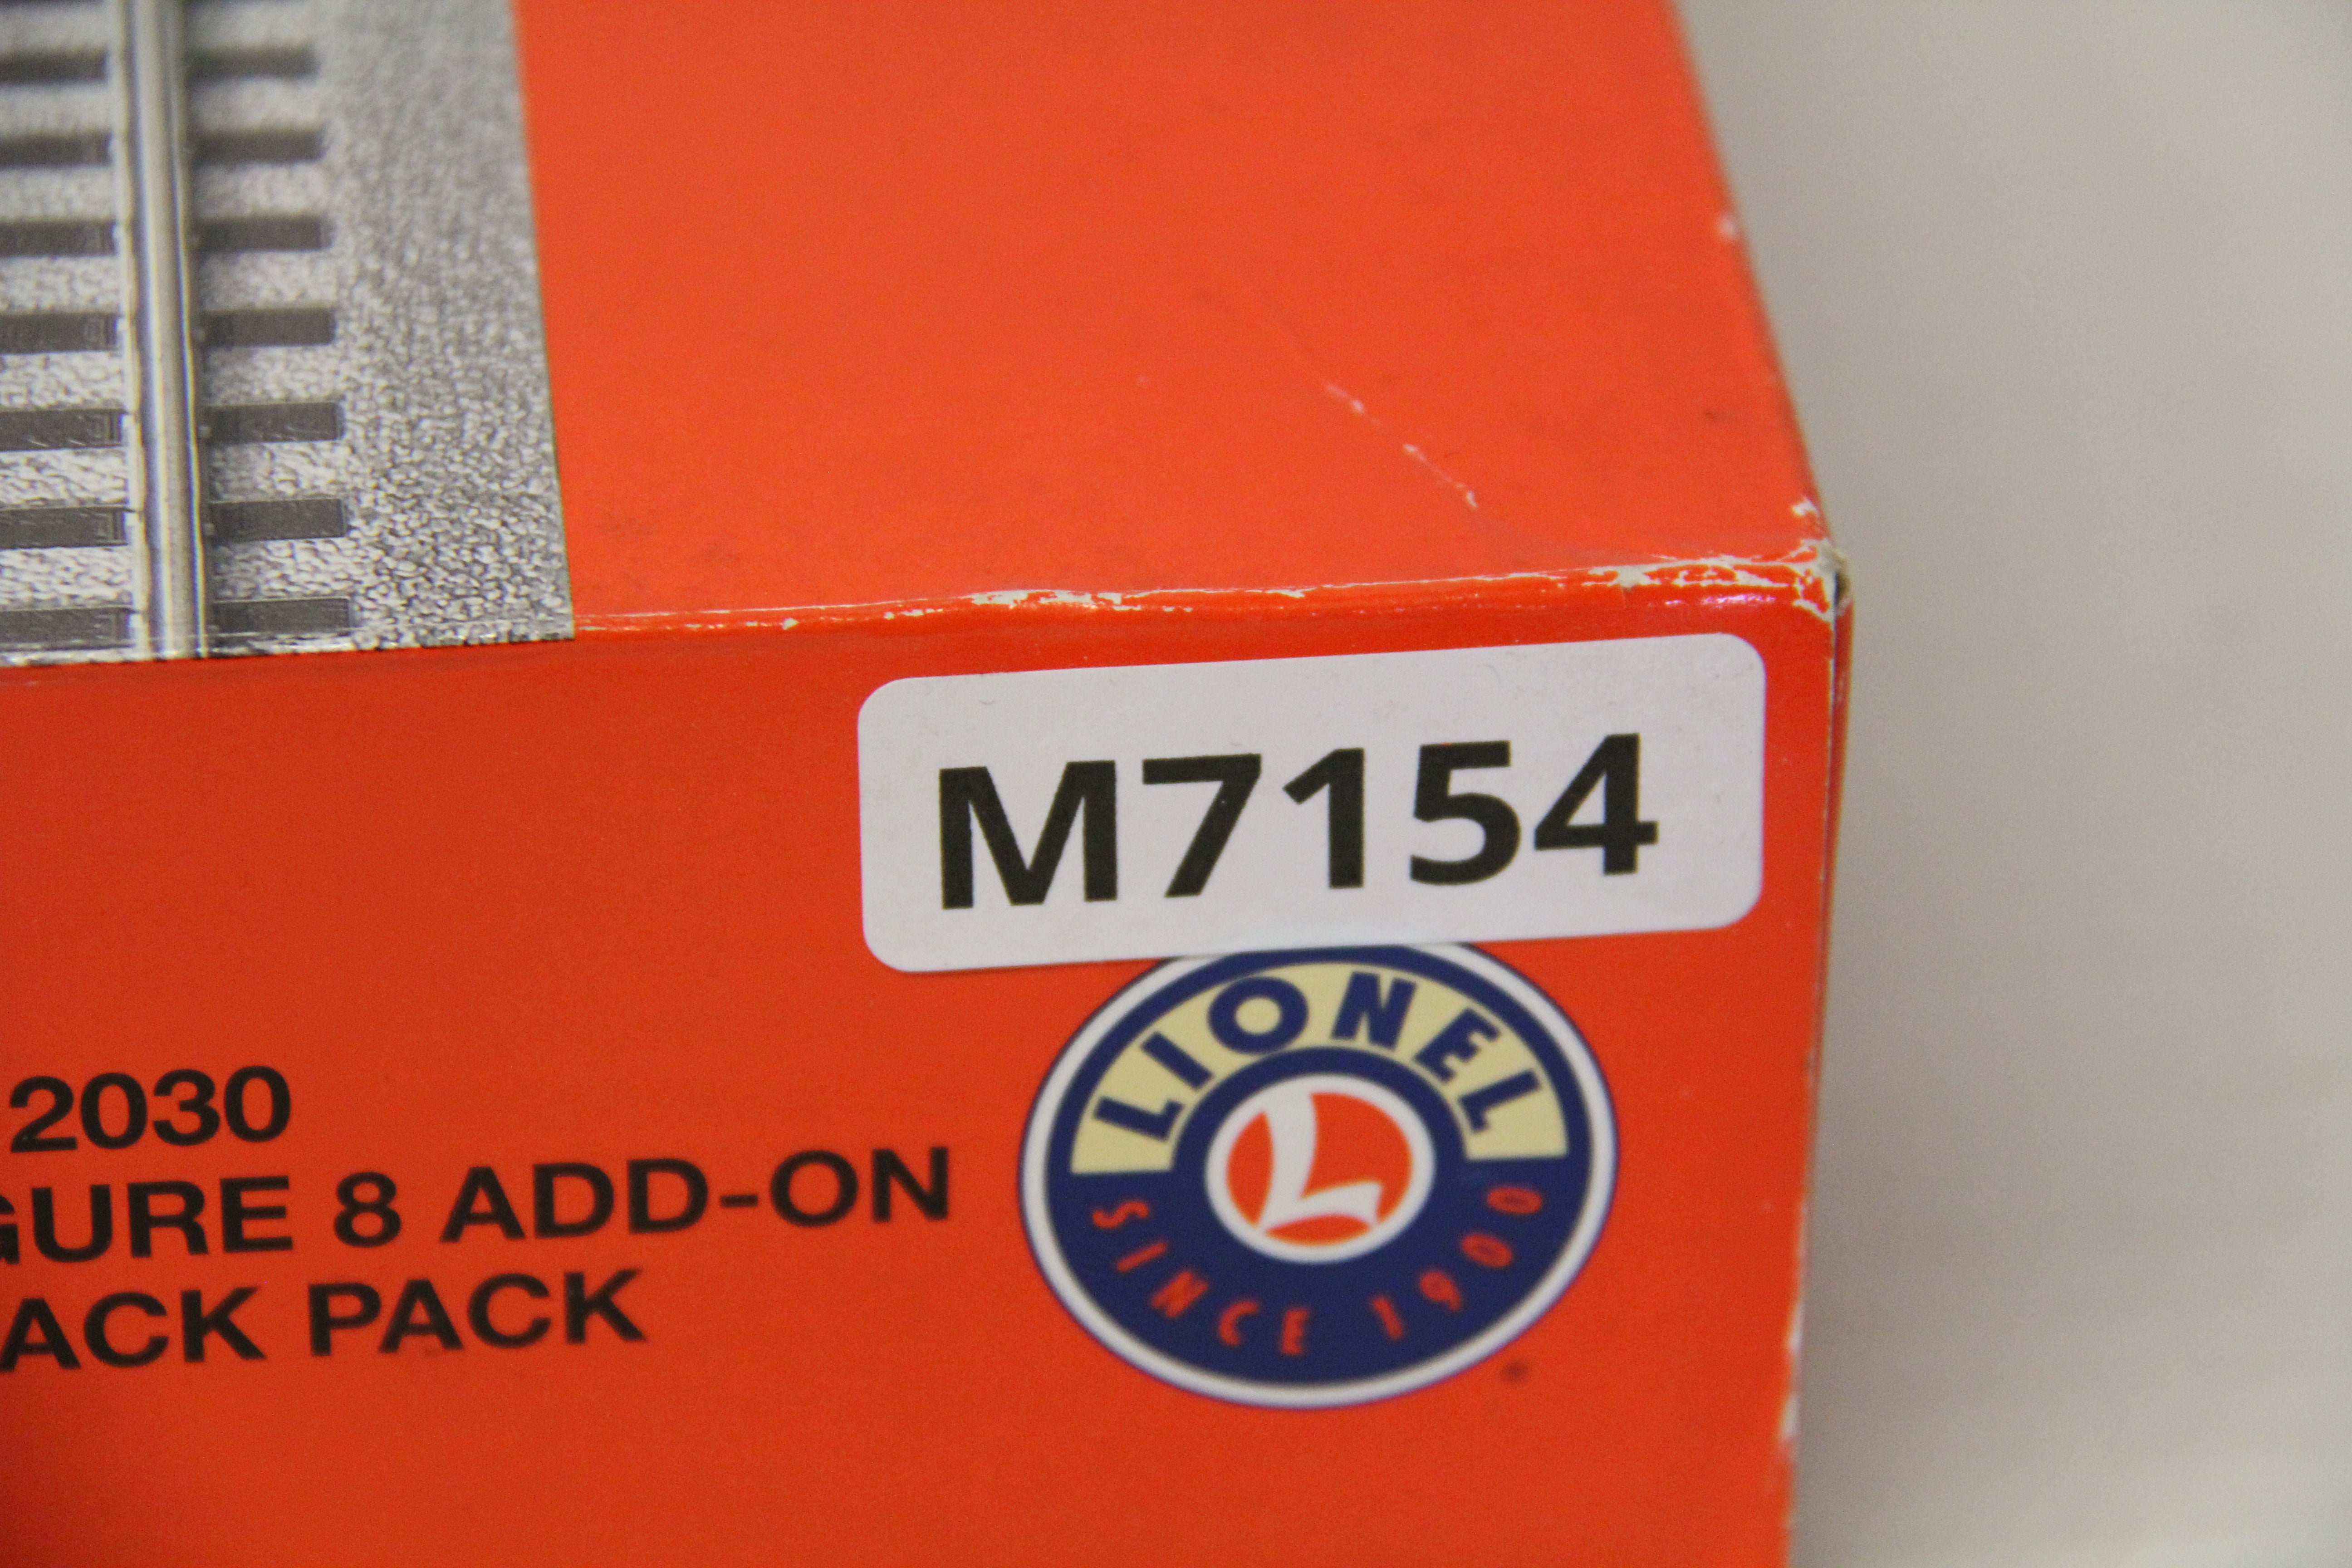 M7154
LIONEL
L
SINCE 1900
2030
GURE 8 ADD-ON
ACK PACK